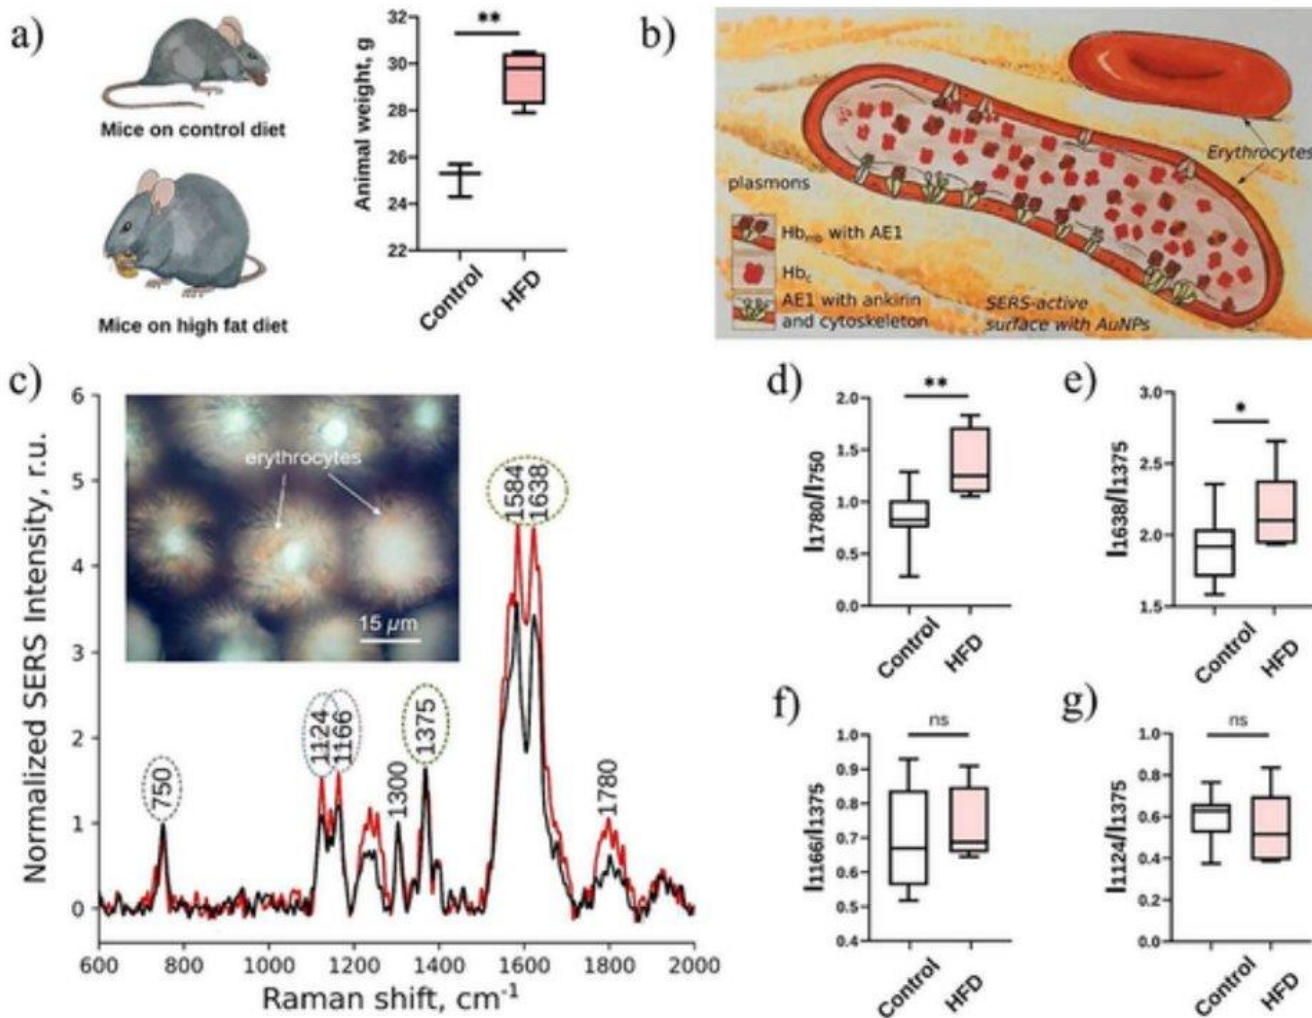 a)
Mice on control diet
Mice on high fat diet
Animal weight, g
32
30
28
26
24
22
**
Control
HFD
b)
Erythrocytes
plasmons
Hbmb with AE1
Hbc
AE1 with ankirin
and cytoskeleton
SERS-active
surface with AuNPs
c)
Normalized SERS Intensity, r.u.
6
5
4
3
2
1
0
erythrocytes
15 µm
750
1124
1166
1300
1375
1584
1638
1780
600
800
1000
1200
1400
1600
1800
2000
Raman shift, cm-1
d)
I1780/I750
2.0
1.5
1.0
0.5
0.0
**
Control
HFD
e)
I1638/I1375
3.0
2.5
2.0
1.5
*
Control
HFD
f)
I1166/I1375
1.0
0.9
0.8
0.7
0.6
0.5
0.4
ns
Control
HFD
g)
I1124/I1375
1.0
0.8
0.6
0.4
0.2
0.0
ns
Control
HFD